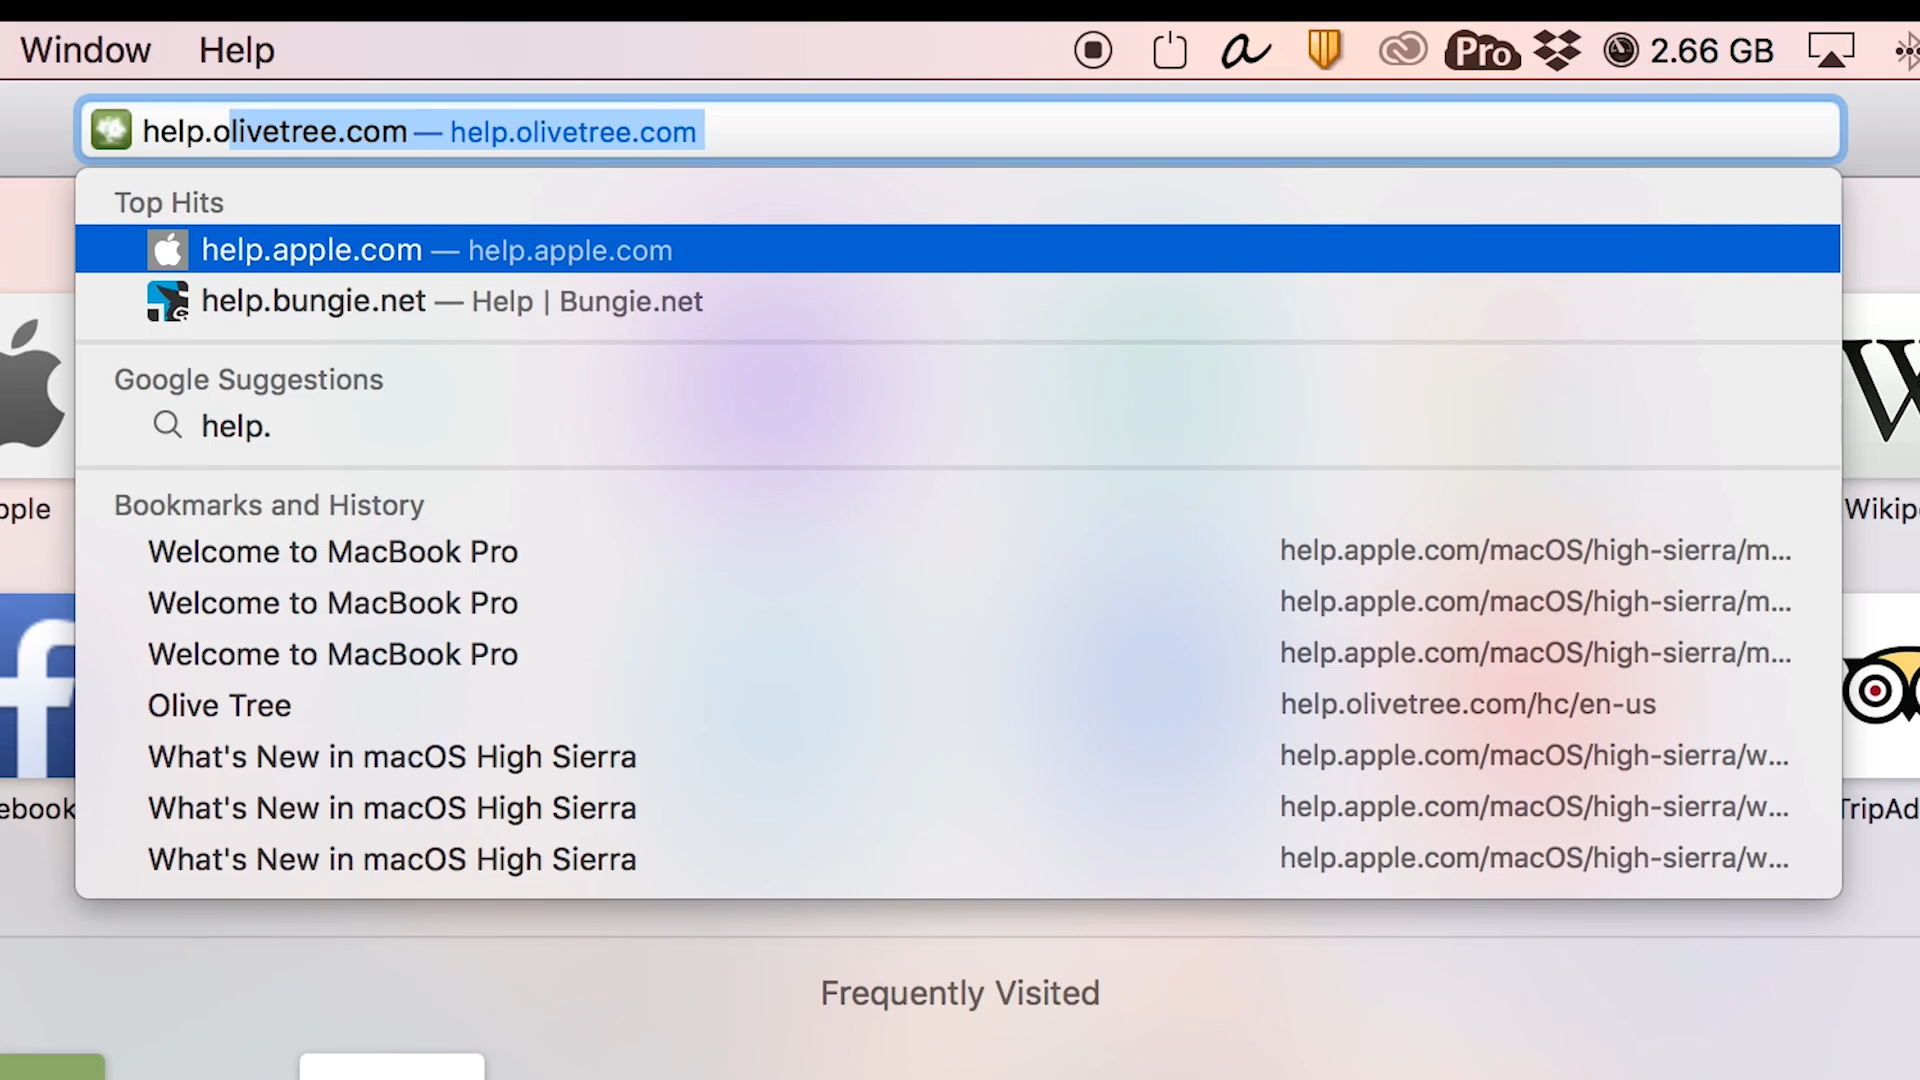 Window Help Pro 2.66 GB
help.olivetree.com — help.olivetree.com
Top Hits
help.apple.com — help.apple.com
help.bungie.net — Help | Bungie.net
Google Suggestions
help.
Bookmarks and History
Welcome to MacBook Pro help.apple.com/macOS/high-sierra/m...
Welcome to MacBook Pro help.apple.com/macOS/high-sierra/m...
Welcome to MacBook Pro help.apple.com/macOS/high-sierra/m...
Olive Tree help.olivetree.com/hc/en-us
What's New in macOS High Sierra help.apple.com/macOS/high-sierra/w...
What's New in macOS High Sierra help.apple.com/macOS/high-sierra/w...
What's New in macOS High Sierra help.apple.com/macOS/high-sierra/w...
pple
W
Wikip
f
ebook
TripAd
Frequently Visited